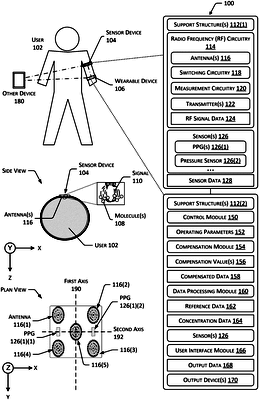 100
USER
102
SENSOR DEVICE
104
WEARABLE DEVICE
106
OTHER DEVICE
180
SIDE VIEW
SENSOR
DEVICE
104
SIGNAL
110
ANTENNA(S)
116
MOLECULE(S)
108
USER 102
Y
X
Z
PLAN VIEW
FIRST AXIS
190
116(2)
ANTENNA
116(1)
PPG
126(1)(2)
SECOND AXIS
192
PPG
126(1)(1)
116(4)
116(3)
116(5)
Z
X
Y
SUPPORT STRUCTURE(S) 112(1)
RADIO FREQUENCY (RF) CIRCUITRY
114
ANTENNA(S) 116
SWITCHING CIRCUITRY 118
MEASUREMENT CIRCUITRY 120
TRANSMITTER(S) 122
RF SIGNAL DATA 124
SENSOR(S) 126
PPG(S) 126(1)
PRESSURE SENSOR 126(2)
...
SENSOR DATA 128
SUPPORT STRUCTURE(S) 112(2)
CONTROL MODULE 150
OPERATING PARAMETERS 152
COMPENSATION MODULE 154
COMPENSATION VALUE(S) 156
COMPENSATED DATA 158
DATA PROCESSING MODULE 160
REFERENCE DATA 162
CONCENTRATION DATA 164
SENSOR(S) 126
USER INTERFACE MODULE 166
OUTPUT DATA 168
OUTPUT DEVICE(S) 170